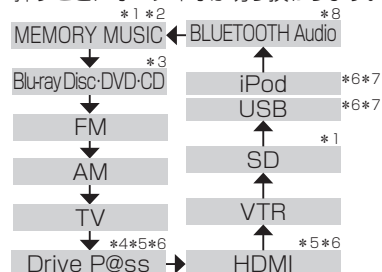 *1*2
MEMORY MUSIC
*8
BLUETOOTH Audio
*3
Blu-ray Disc・DVD・CD
iPod *6*7
USB *6*7
FM
*1
SD
AM
TV
VTR
*4*5*6
Drive P@ss
*5*6
HDMI